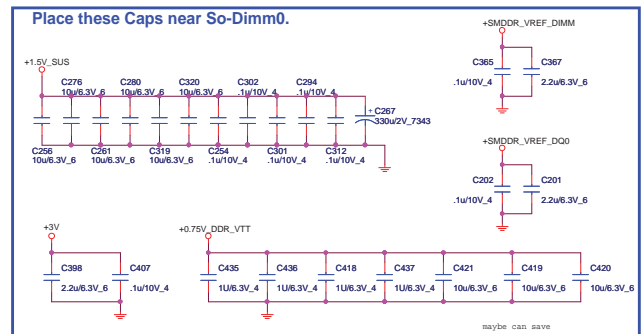 Place these Caps near So-Dimm0.
+SMDDR_VREF_DIMM
C365
.1u/10V_4
C367
2.2u/6.3V_6
+1.5V_SUS
C276
10u/6.3V_6
C280
10u/6.3V_6
C320
10u/6.3V_6
C302
.1u/10V_4
C294
.1u/10V_4
+
C267
330u/2V_7343
C256
10u/6.3V_6
C261
10u/6.3V_6
C319
10u/6.3V_6
C254
.1u/10V_4
C301
.1u/10V_4
C312
.1u/10V_4
+SMDDR_VREF_DQ0
C202
.1u/10V_4
C201
2.2u/6.3V_6
+3V
C398
2.2u/6.3V_6
C407
.1u/10V_4
+0.75V_DDR_VTT
C435
1U/6.3V_4
C436
1U/6.3V_4
C418
1U/6.3V_4
C437
1U/6.3V_4
C421
10u/6.3V_6
C419
10u/6.3V_6
C420
10u/6.3V_6
maybe can save